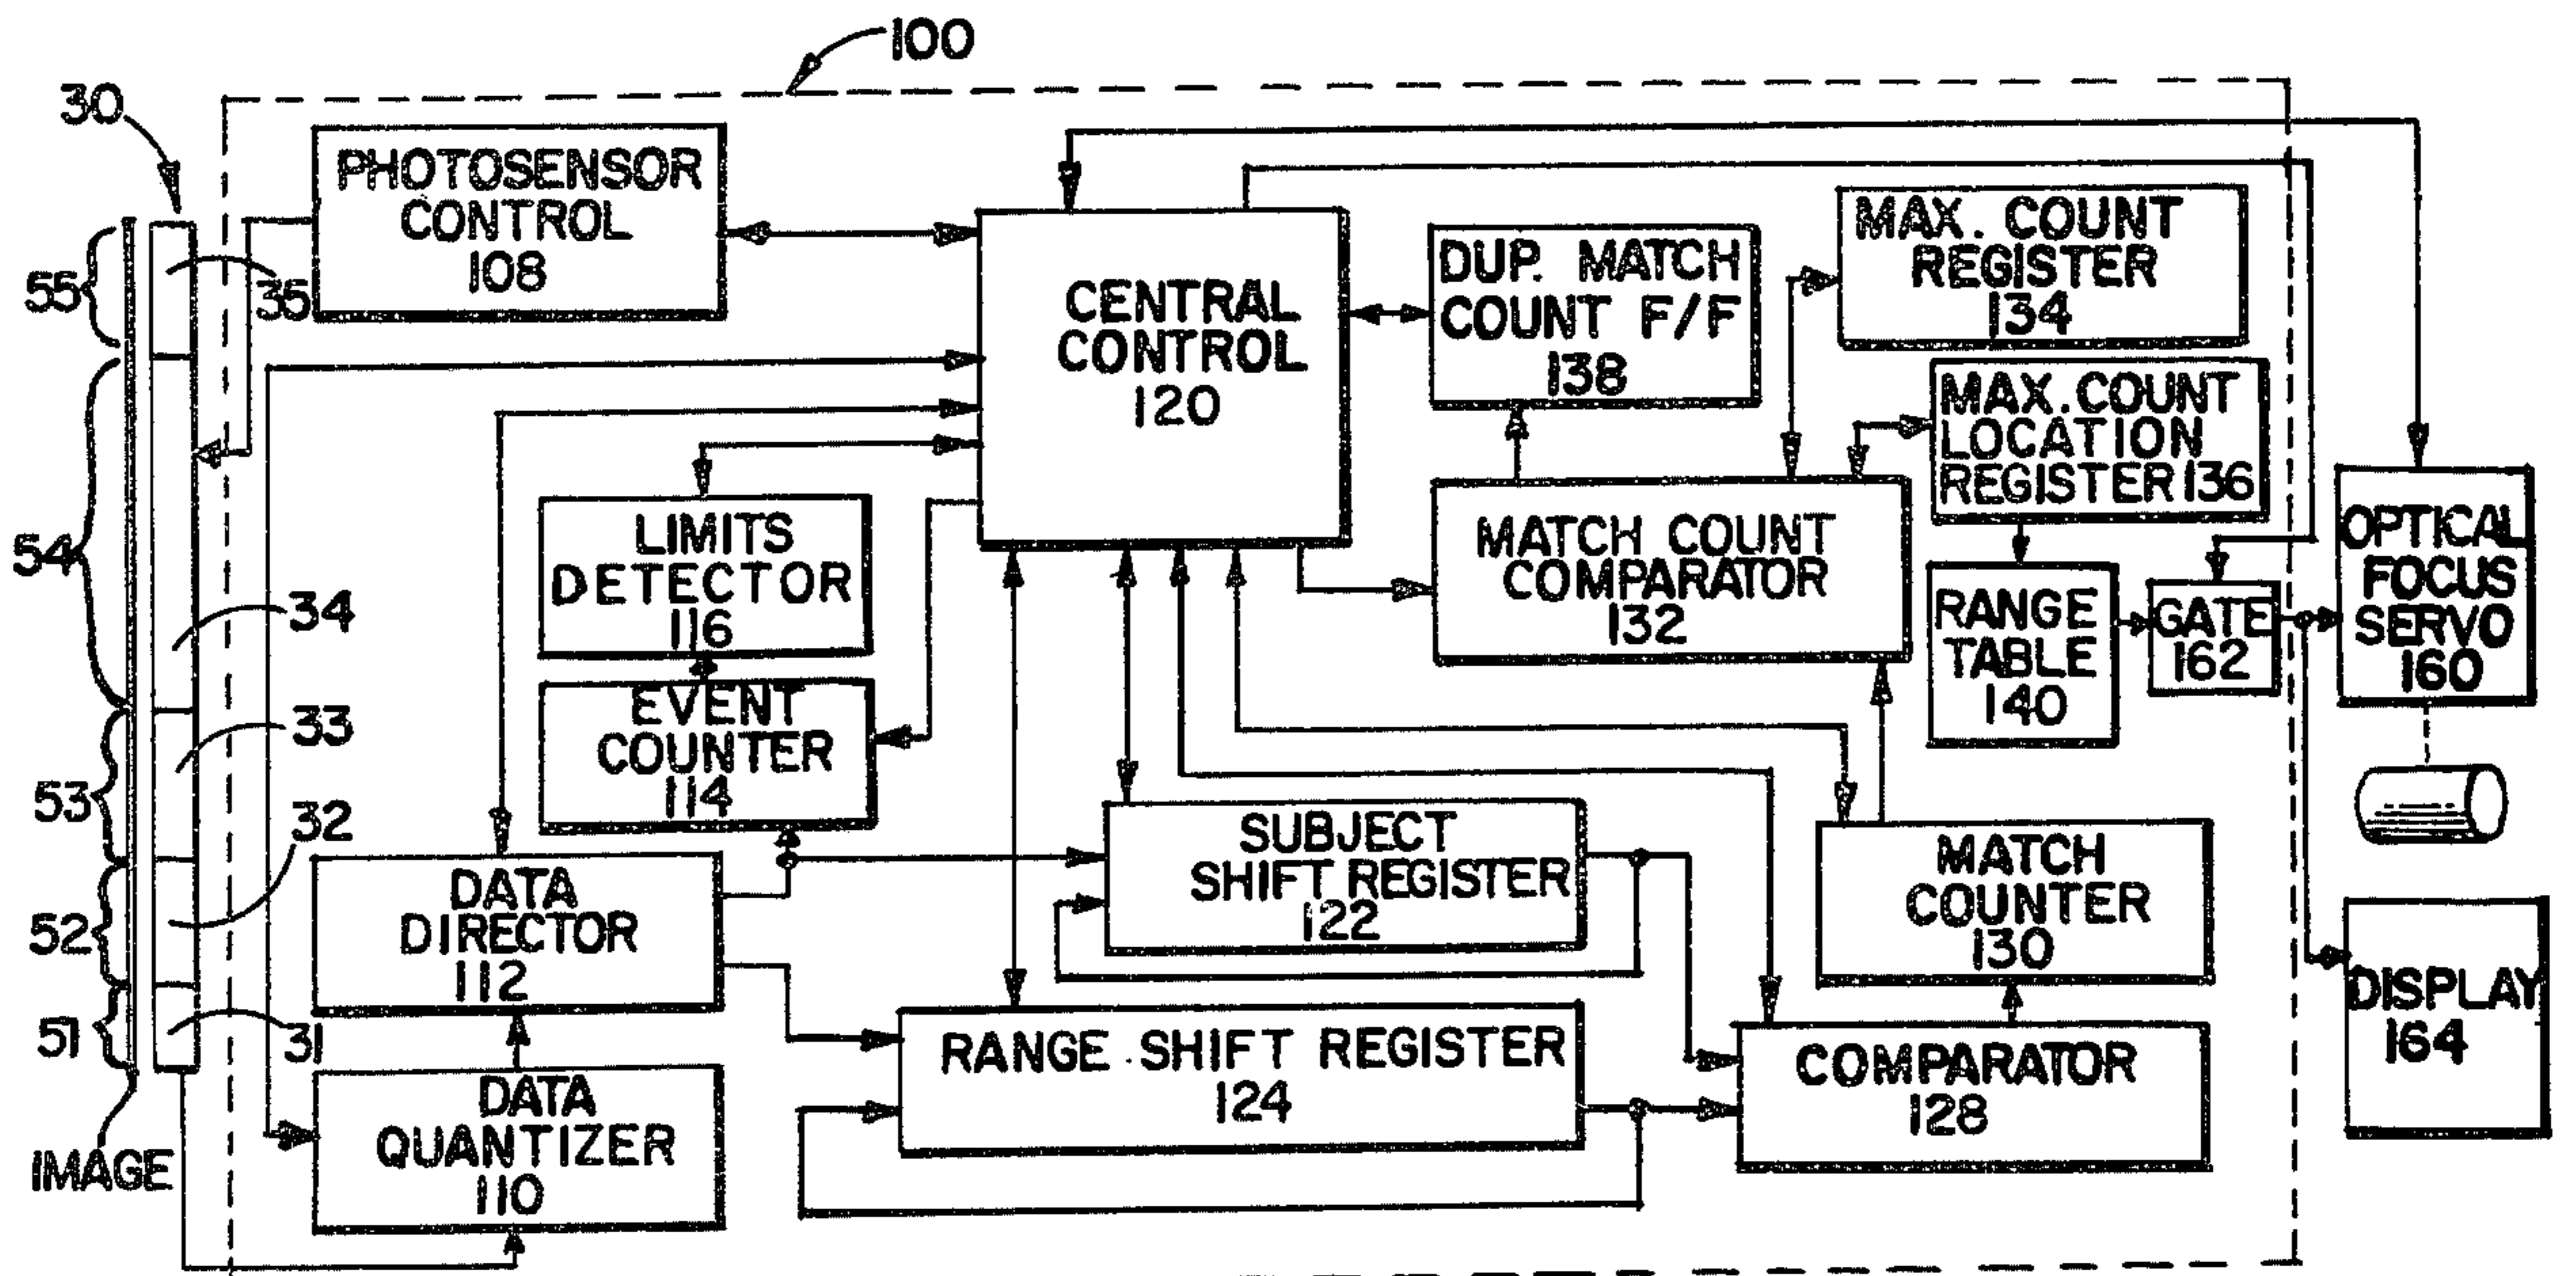 100
30
PHOTOSENSOR
CONTROL
108
55
35
CENTRAL
CONTROL
120
DUP. MATCH
COUNT F/F
138
MAX. COUNT
REGISTER
134
MAX. COUNT
LOCATION
REGISTER 136
54
34
LIMITS
DETECTOR
116
MATCH COUNT
COMPARATOR
132
RANGE
TABLE
140
GATE
162
OPTICAL
FOCUS
SERVO
160
53
33
EVENT
COUNTER
114
32
52
DATA
DIRECTOR
112
SUBJECT
SHIFT REGISTER
122
MATCH
COUNTER
130
DISPLAY
164
51
31
RANGE SHIFT REGISTER
124
COMPARATOR
128
IMAGE
DATA
QUANTIZER
110